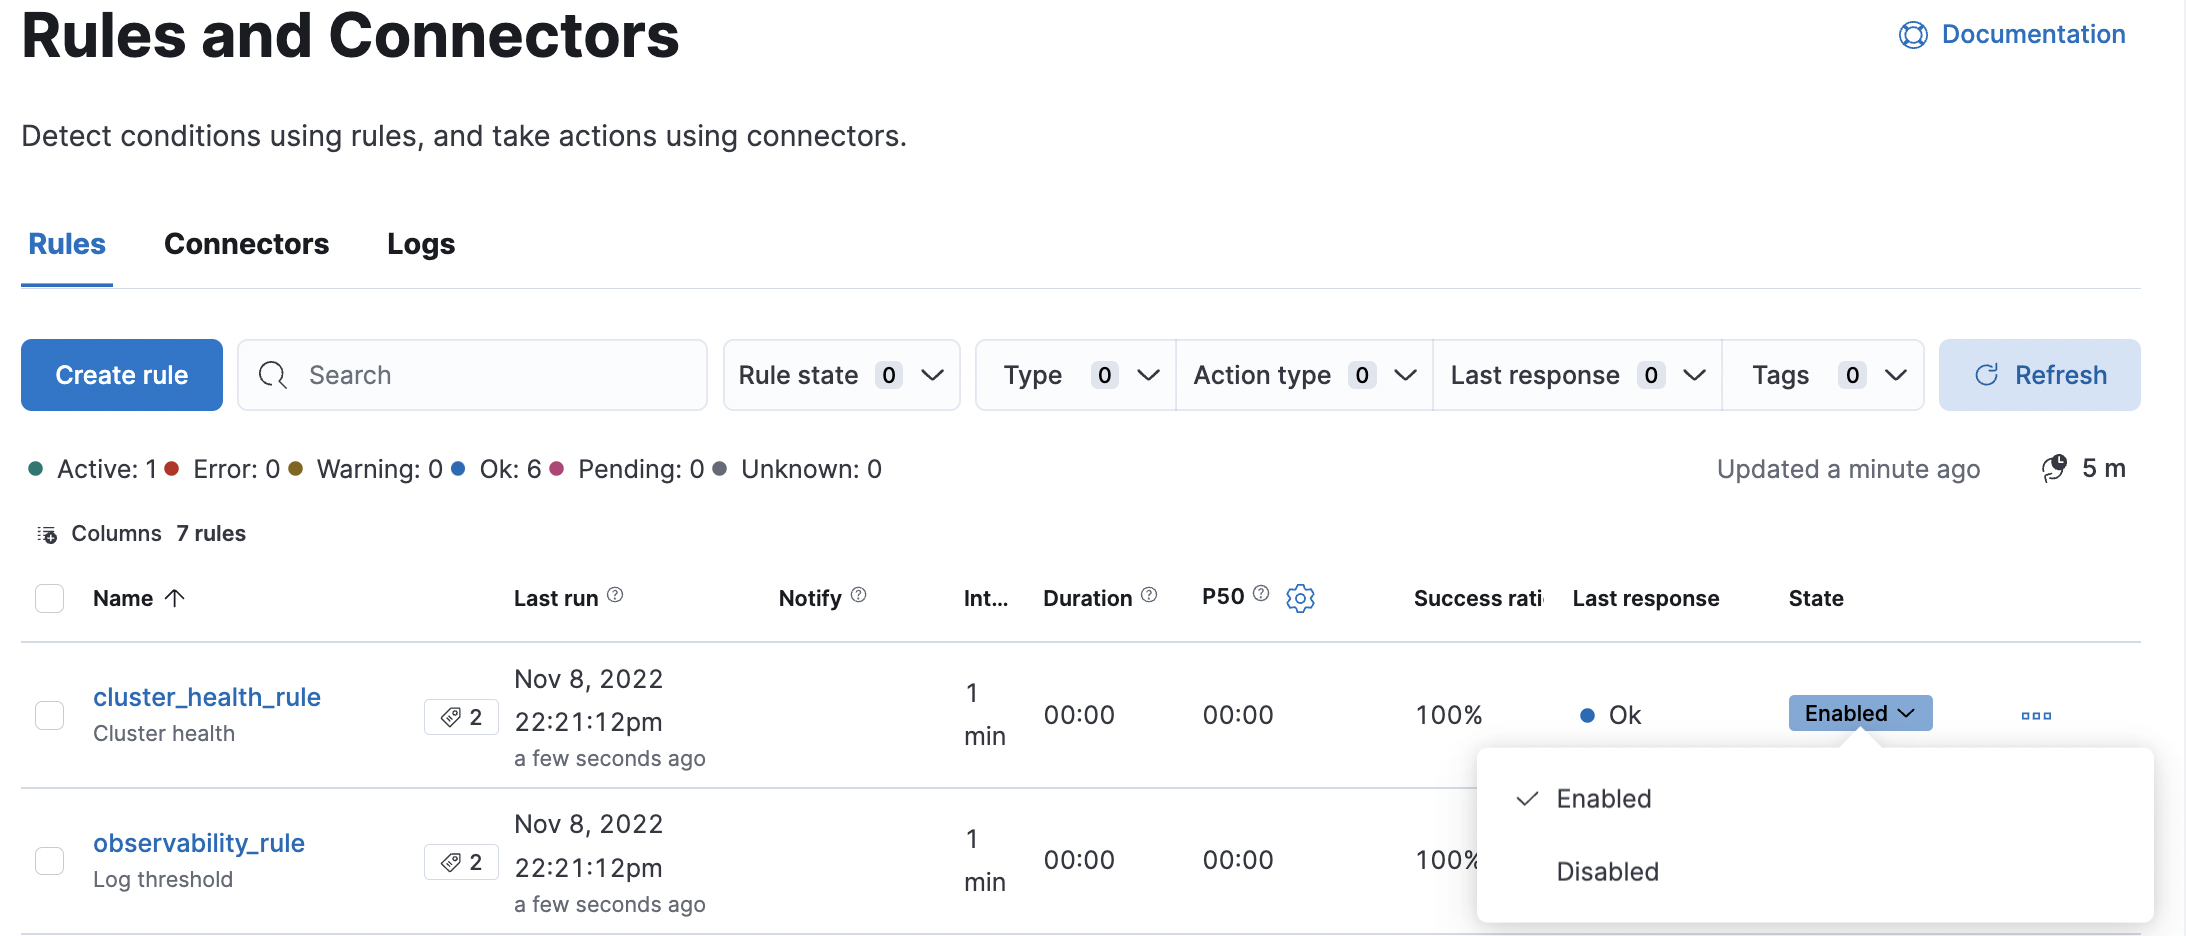 Rules and Connectors
Documentation
Detect conditions using rules, and take actions using connectors.
Rules Connectors Logs
Create rule Search Rule state 0 Type 0 Action type 0 Last response 0 Tags 0 Refresh
Active: 1 Error: 0 Warning: 0 Ok: 6 Pending: 0 Unknown: 0 Updated a minute ago 5 m
Columns 7 rules
Name Last run Notify Int... Duration P50 Success rati Last response State
cluster_health_rule
Cluster health
2
Nov 8, 2022
22:21:12pm
a few seconds ago
1
min
00:00
00:00
100%
Ok
Enabled
Enabled
Disabled
observability_rule
Log threshold
2
Nov 8, 2022
22:21:12pm
a few seconds ago
1
min
00:00
00:00
100%